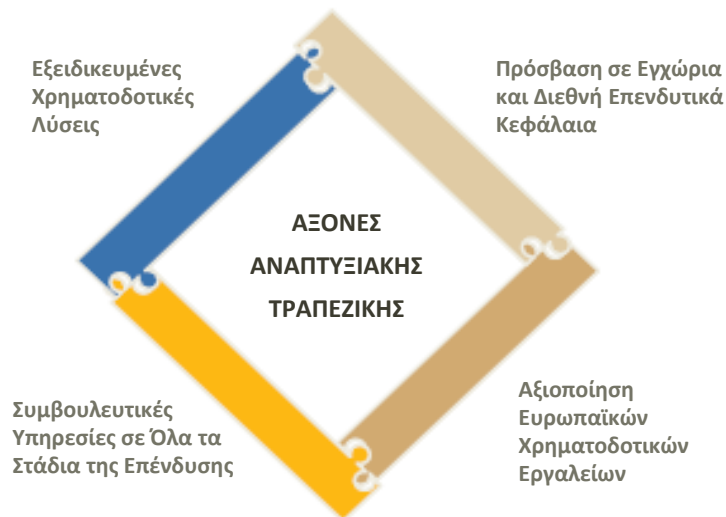 Εξειδικευμένες
Χρηματοδοτικές
Λύσεις
Πρόσβαση σε Εγχώρια
και Διεθνή Επενδυτικά
Κεφάλαια
ΑΞΟΝΕΣ
ΑΝΑΠΤΥΞΙΑΚΗΣ
ΤΡΑΠΕΖΙΚΗΣ
Συμβουλευτικές
Υπηρεσίες σε Όλα τα
Στάδια της Επένδυσης
Αξιοποίηση
Ευρωπαϊκών
Χρηματοδοτικών
Εργαλείων